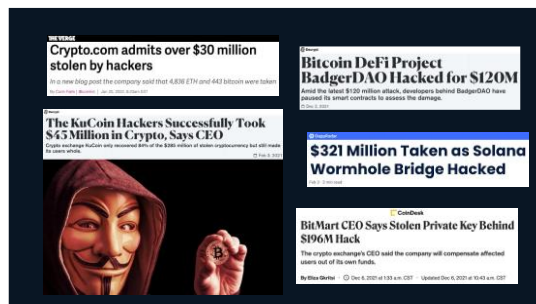 THE VERGE
Crypto.com admits over $30 million
stolen by hackers
In a new blog post the company said that 4,836 ETH and 443 bitcoin were taken
The KuCoin Hackers Successfully Took
$45 Million in Crypto, Says CEO
Crypto exchange KuCoin only recovered 84% of the $285 million of stolen cryptocurrency but still made
its users whole.
Bitcoin DeFi Project
BadgerDAO Hacked for $120M
Amid the latest $120 million attack, developers behind BadgerDAO have
paused its smart contracts to assess the damage.
Dec 2, 2021
$321 Million Taken as Solana
Wormhole Bridge Hacked
CoinDesk
BitMart CEO Says Stolen Private Key Behind
$196M Hack
The crypto exchange's CEO said the company will compensate affected
users out of its own funds.
By Eliza Gkritsi Dec 6, 2021 at 1:33 a.m. CST Updated Dec 6, 2021 at 10:43 a.m. CST